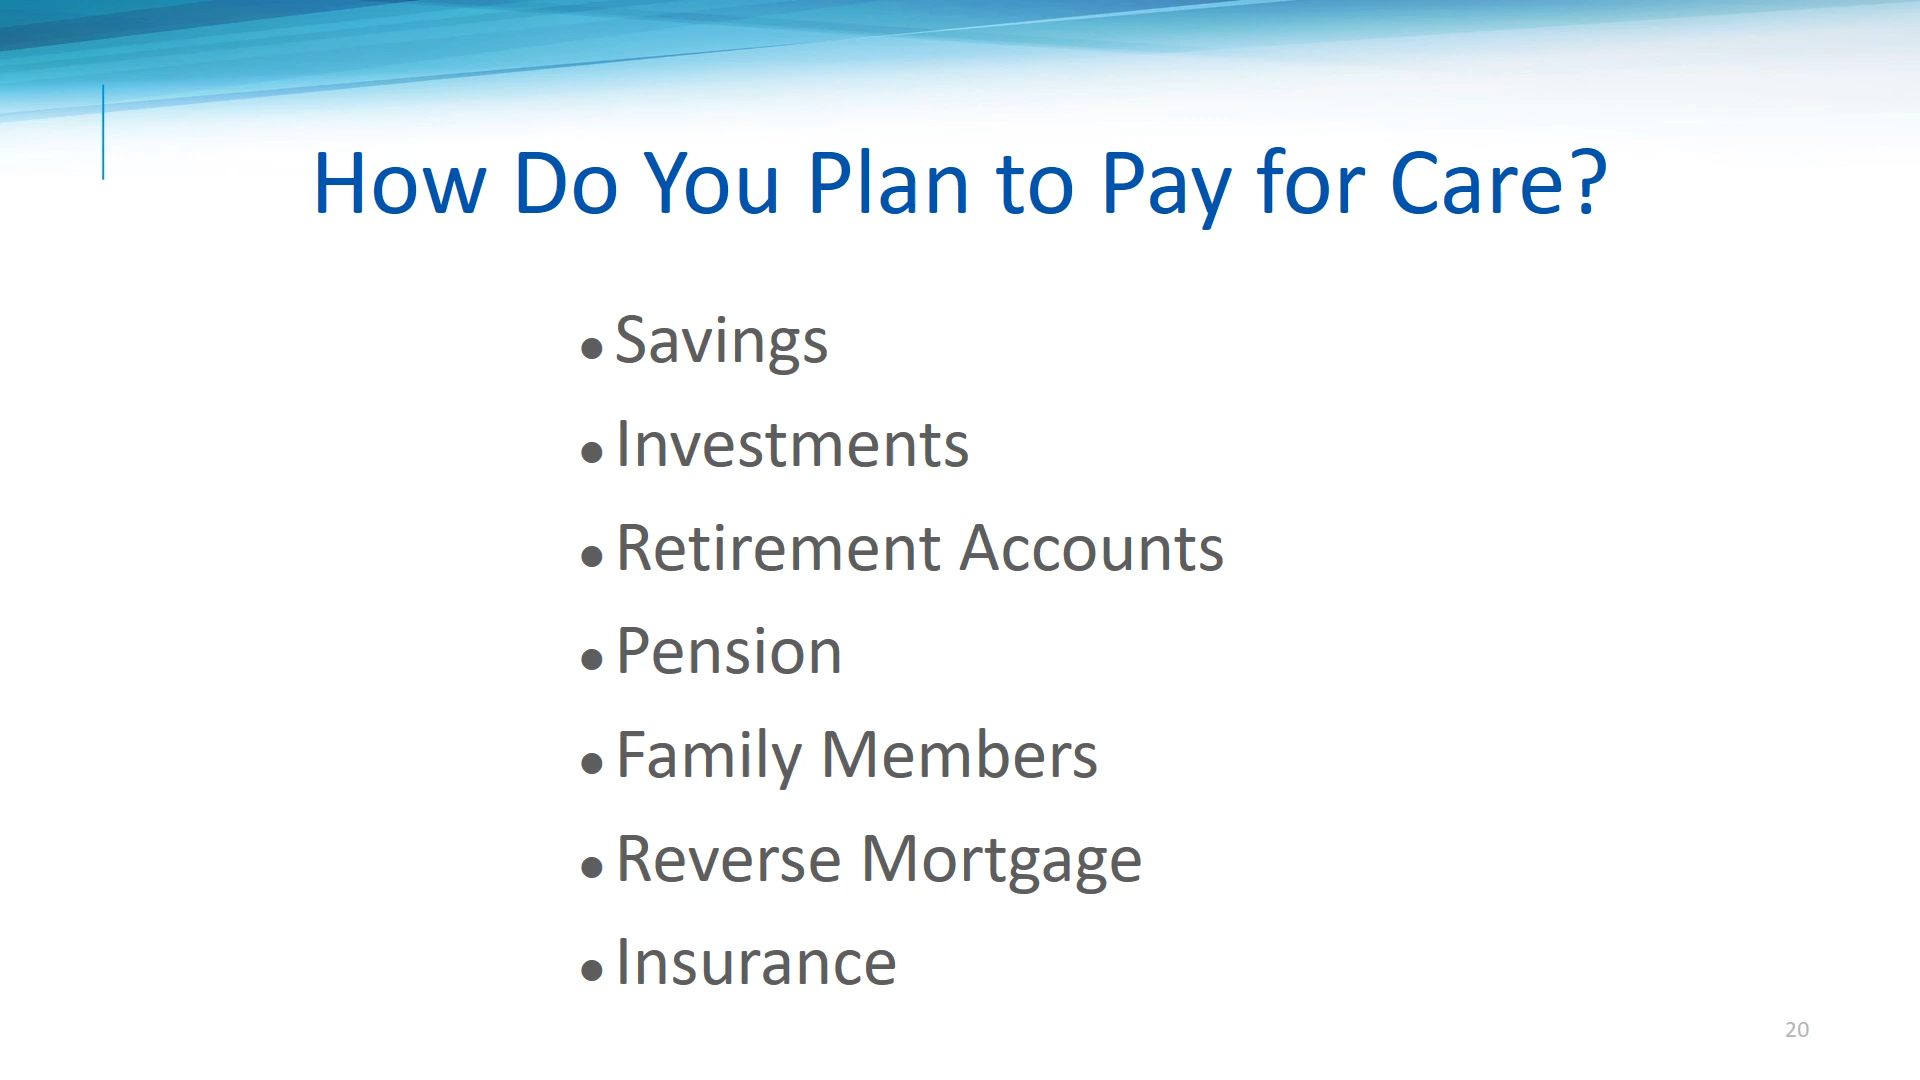 How Do You Plan to Pay for Care?
• Savings
• Investments
• Retirement Accounts
• Pension
• Family Members
• Reverse Mortgage
• Insurance
20